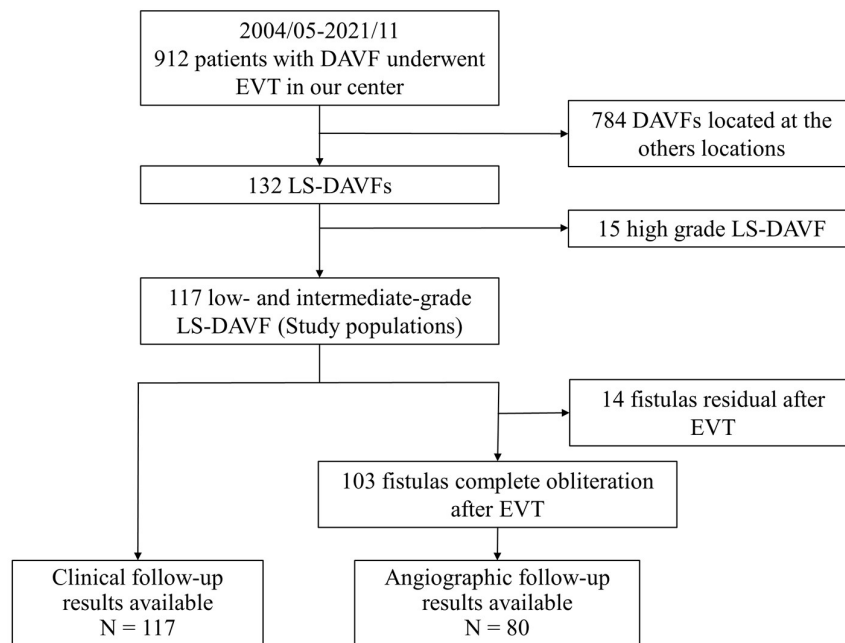 2004/05-2021/11
912 patients with DAVF underwent
EVT in our center
784 DAVFs located at the
others locations
132 LS-DAVFs
15 high grade LS-DAVF
117 low- and intermediate-grade
LS-DAVF (Study populations)
14 fistulas residual after
EVT
103 fistulas complete obliteration
after EVT
Clinical follow-up
results available
N = 117
Angiographic follow-up
results available
N = 80